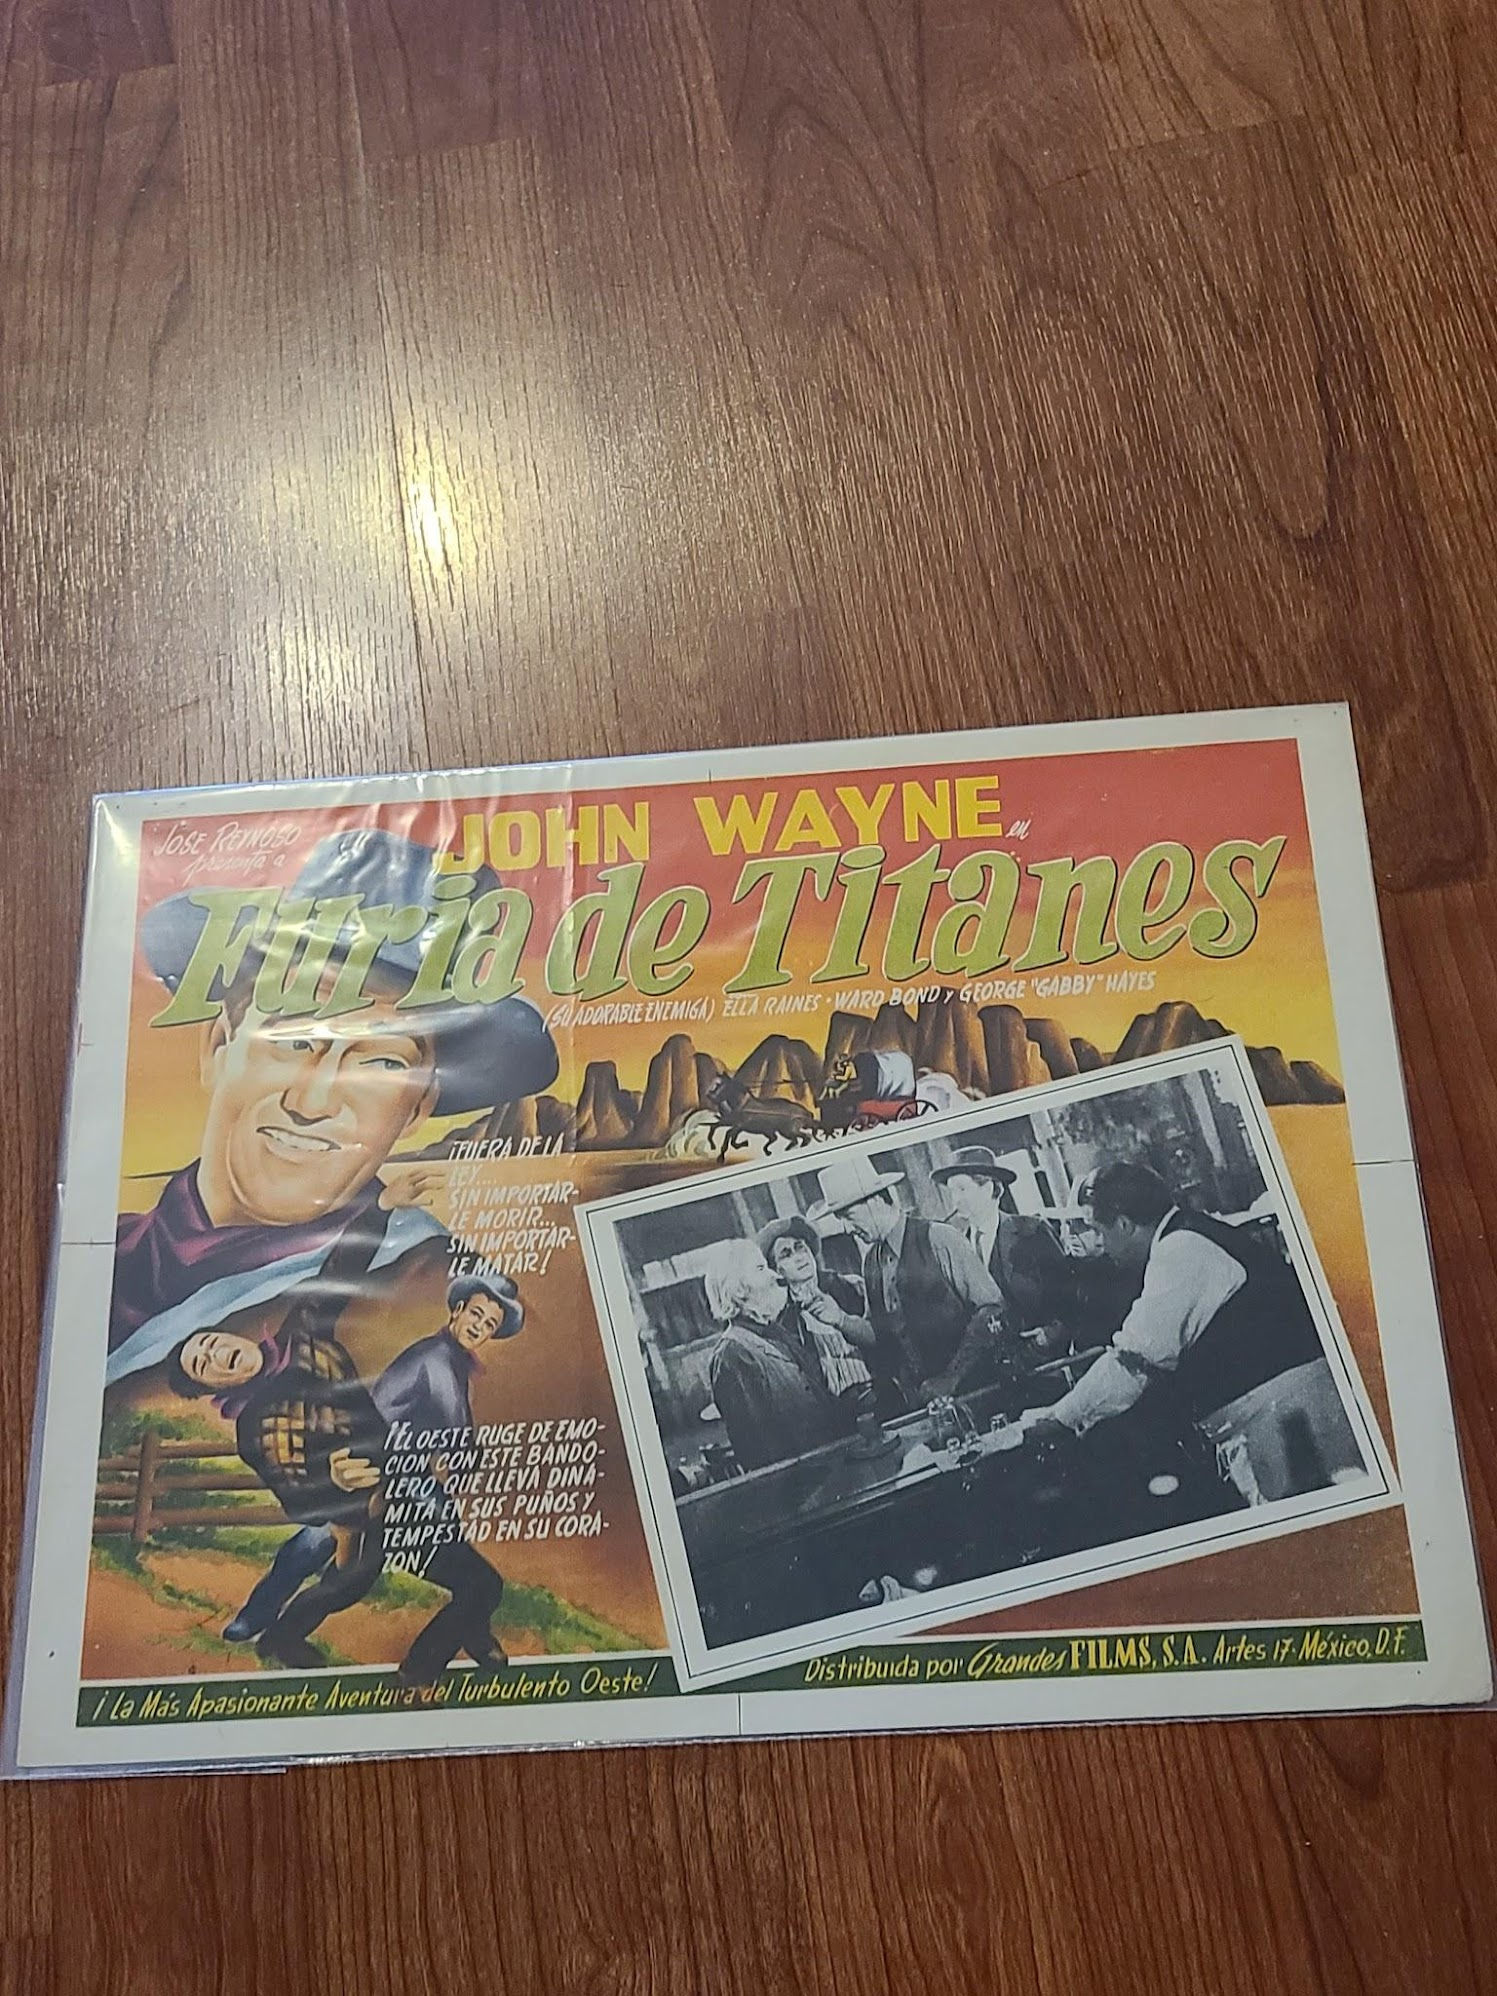 JOSE REYNOSO
presenta a
JOHN WAYNE en
Furia de Titanes
(SU ADORABLE ENEMIGA) ELLA RAINES · WARD BOND y GEORGE "GABBY" HAYES
¡FUERA DE LA
LEY....
SIN IMPORTAR-
LE MORIR...
SIN IMPORTAR-
LE MATAR!
¡EL OESTE RUGE DE EMO-
CION CON ESTE BANDO-
LERO QUE LLEVA DINA-
MITA EN SUS PUÑOS Y
TEMPESTAD EN SU CORA-
ZON!
¡La Más Apasionante Aventura del Turbulento Oeste!
Distribuida por Grandes FILMS, S.A. Artes 17· México, D.F.